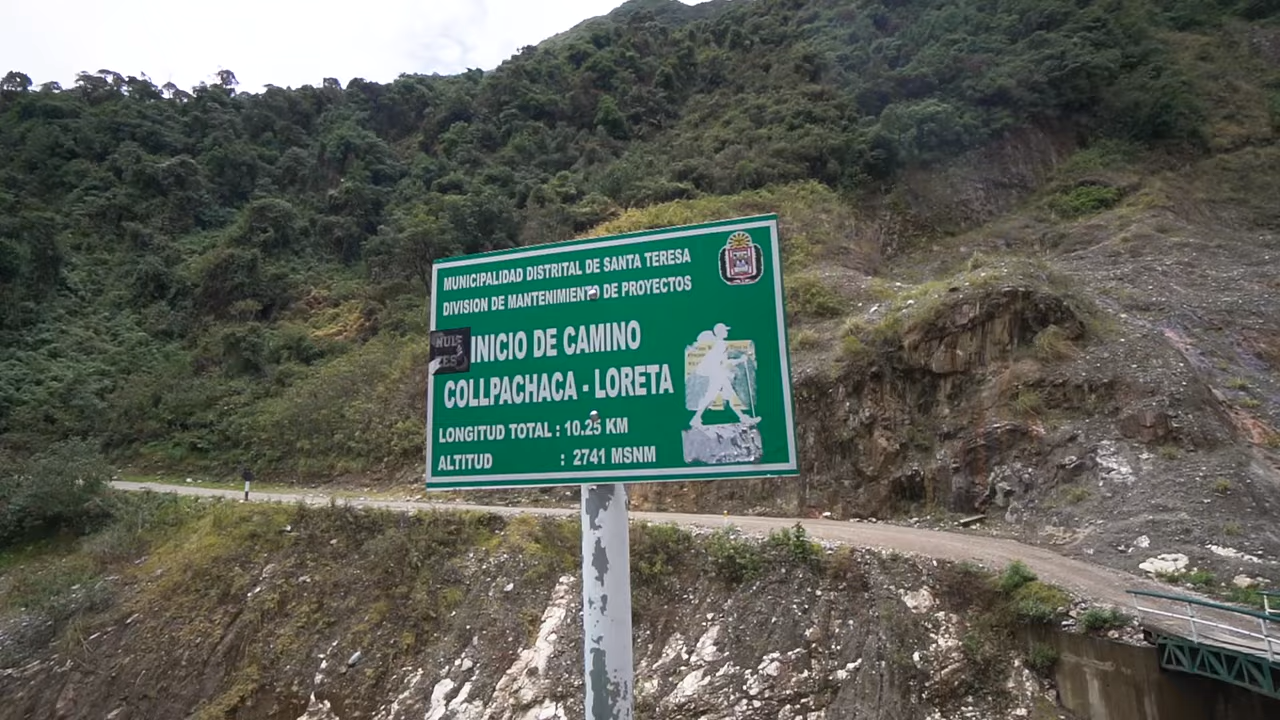 MUNICIPALIDAD DISTRITAL DE SANTA TERESA
DIVISION DE MANTENIMIENTO DE PROYECTOS
INICIO DE CAMINO
COLLPACHACA - LORETA
LONGITUD TOTAL : 10.25 KM
ALTITUD : 2741 MSNM